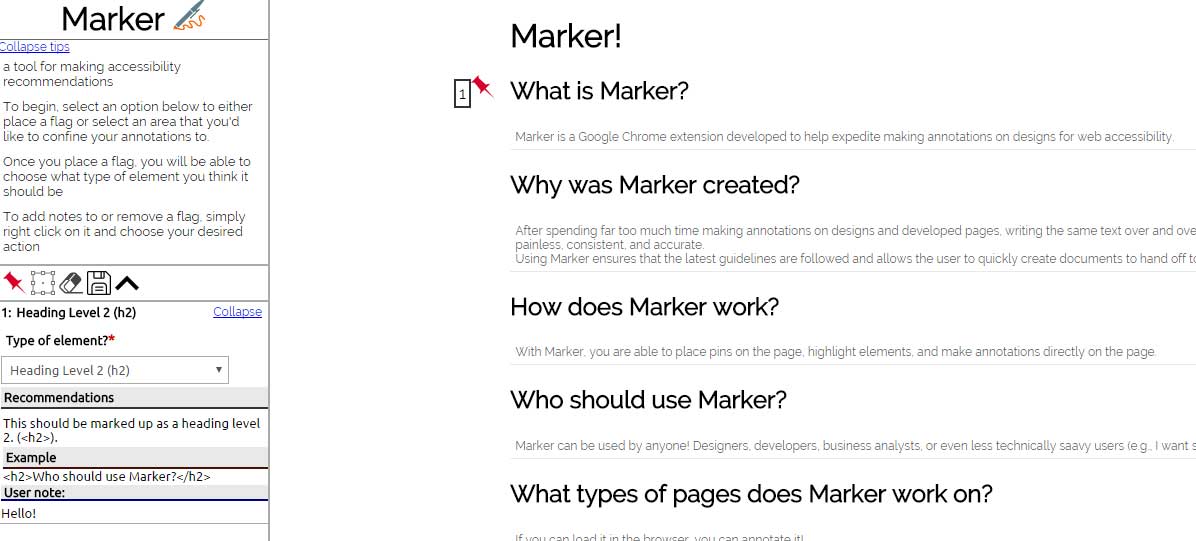 Marker
Collapse tips
a tool for making accessibility
recommendations
To begin, select an option below to either
place a flag or select an area that you'd
like to confine your annotations to.
Once you place a flag, you will be able to
choose what type of element you think it
should be
To add notes to or remove a flag, simply
right click on it and choose your desired
action
1: Heading Level 2 (h2) Collapse
Type of element?*
Heading Level 2 (h2)
Recommendations
This should be marked up as a heading level
2. (<h2>).
Example
<h2>Who should use Marker?</h2>
User note:
Hello!
Marker!
1
What is Marker?
Marker is a Google Chrome extension developed to help expedite making annotations on designs for web accessibility.
Why was Marker created?
After spending far too much time making annotations on designs and developed pages, writing the same text over and ove
painless, consistent, and accurate.
Using Marker ensures that the latest guidelines are followed and allows the user to quickly create documents to hand off to
How does Marker work?
With Marker, you are able to place pins on the page, highlight elements, and make annotations directly on the page.
Who should use Marker?
Marker can be used by anyone! Designers, developers, business analysts, or even less technically saavy users (e.g., I want s
What types of pages does Marker work on?
If you can load it in the browser, you can annotate it!